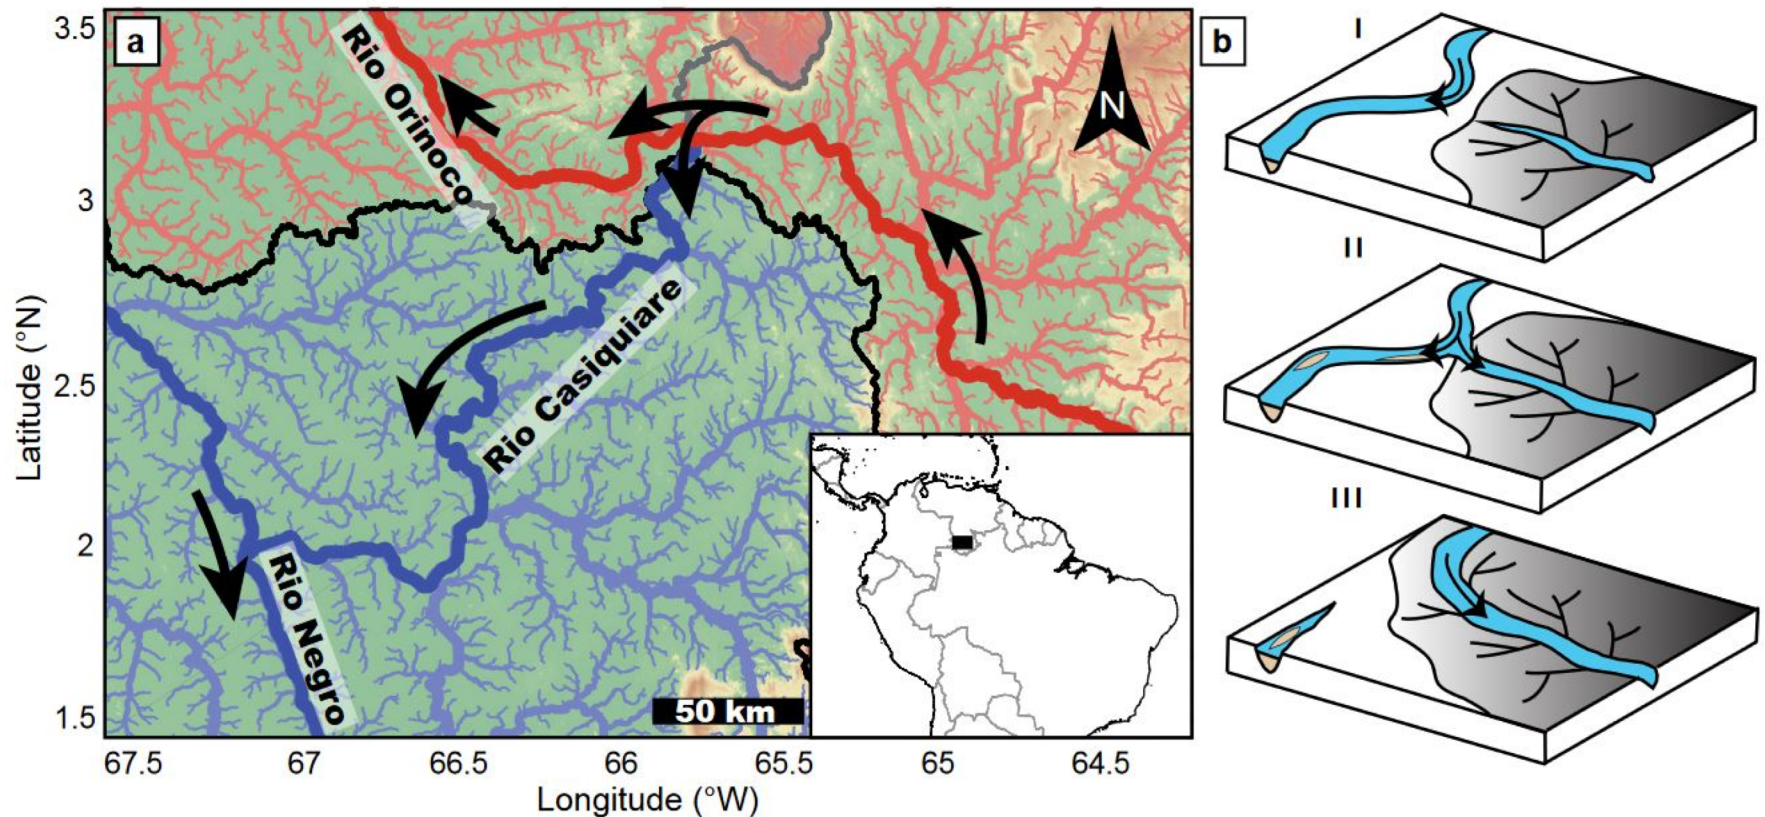 a
3.5
3
2.5
2
1.5
Latitude (°N)
67.5
67
66.5
66
65.5
65
64.5
Longitude (°W)
Rio Orinoco
Rio Casiquiare
Rio Negro
N
50 km
b
I
II
III